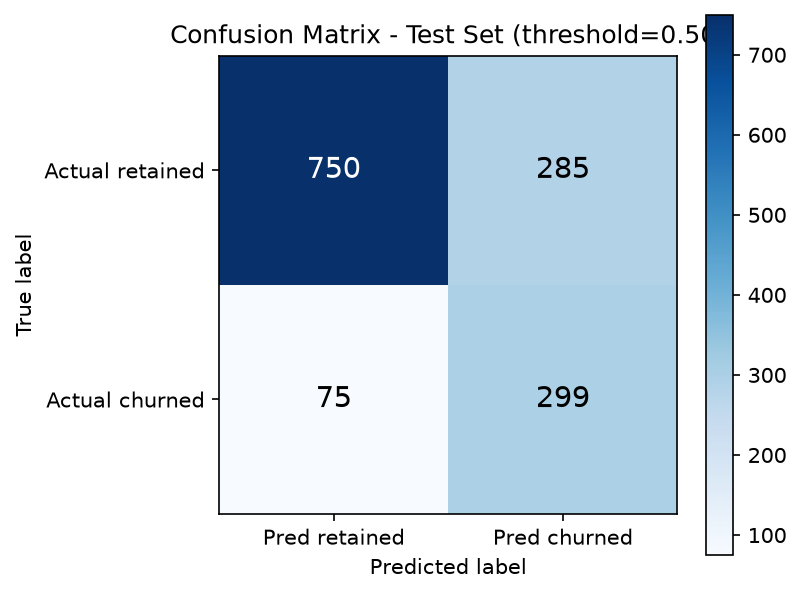 Confusion Matrix - Test Set (threshold=0.50
700
600
500
400
300
200
100
Actual retained
750
285
Actual churned
75
299
True label
Pred retained
Pred churned
Predicted label